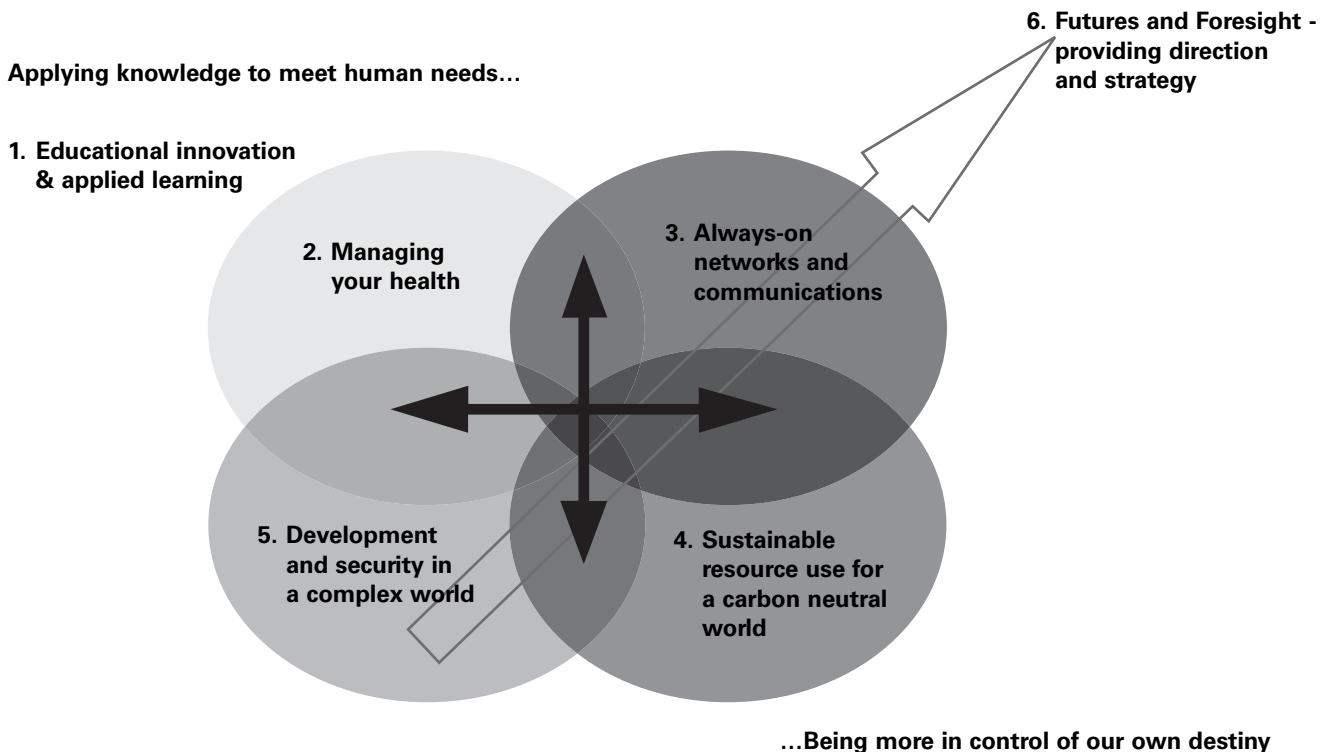 6. Futures and Foresight -
providing direction
and strategy
Applying knowledge to meet human needs…
1. Educational innovation
& applied learning
2. Managing
your health
3. Always-on
networks and
communications
5. Development
and security in
a complex world
4. Sustainable
resource use for
a carbon neutral
world
…Being more in control of our own destiny